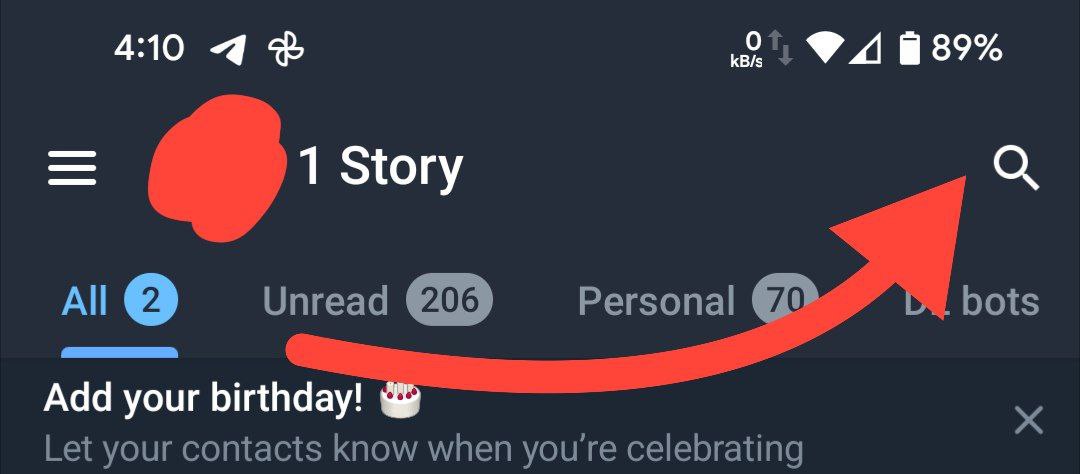 4:10 0 kB/s 89%
1 Story
All 2 Unread 206 Personal 70 bots
Add your birthday! 🎂
Let your contacts know when you're celebrating